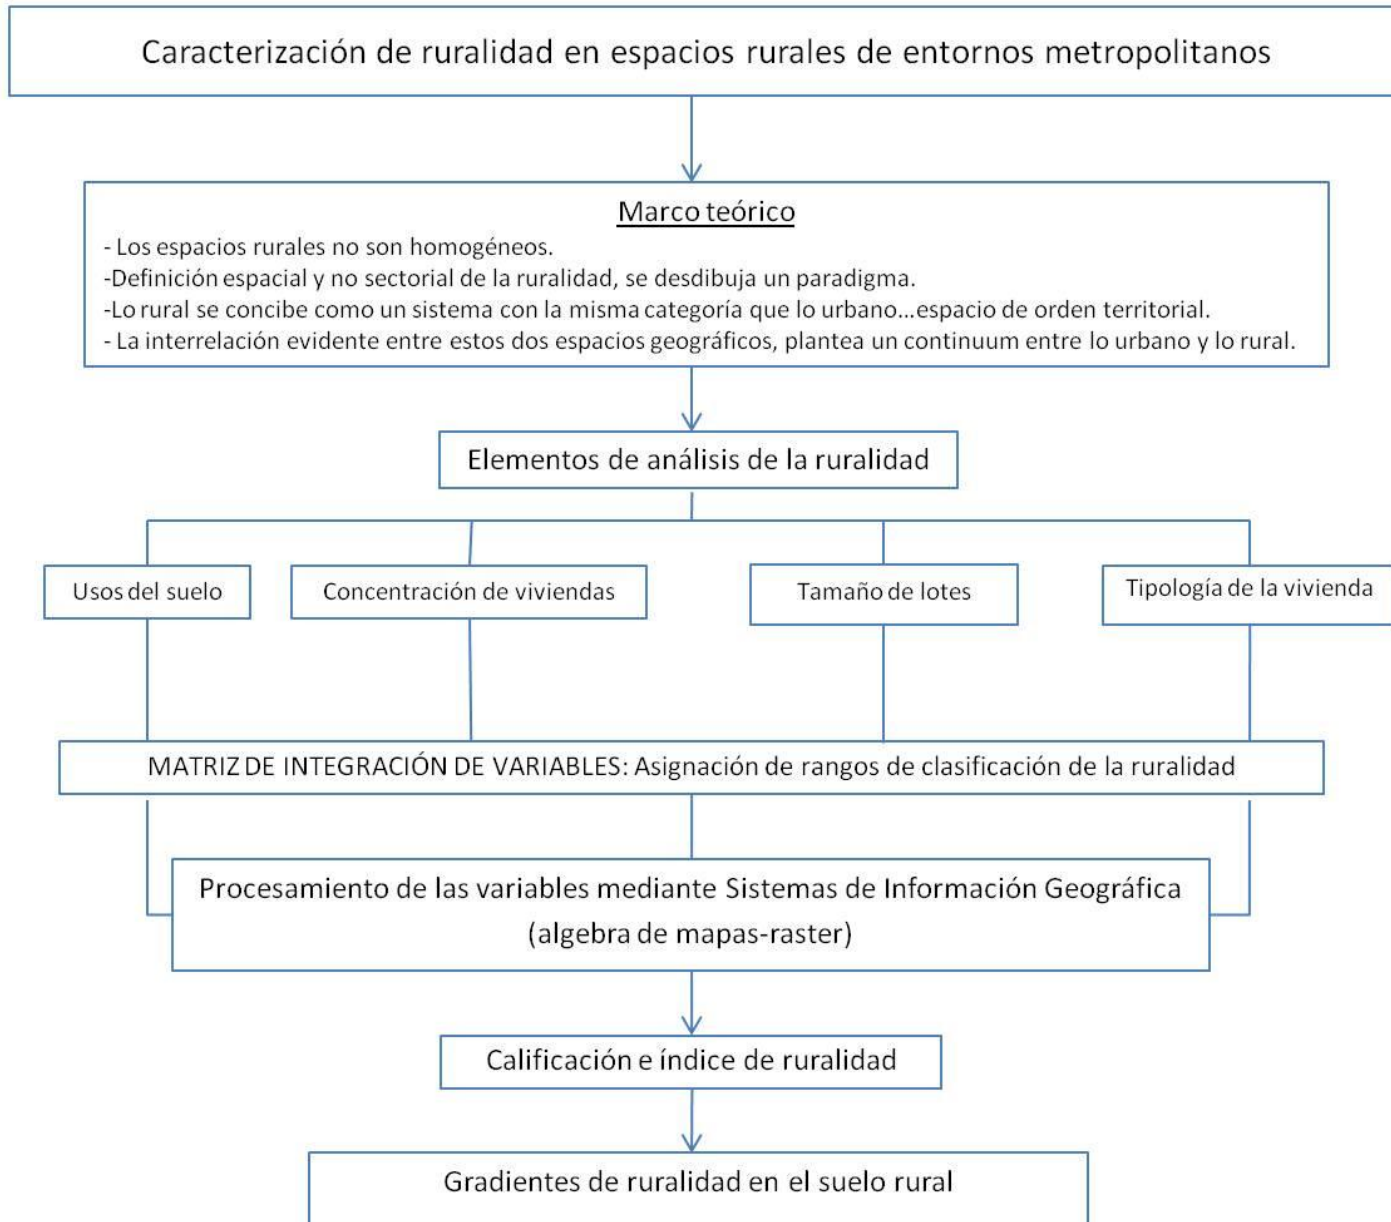 Caracterización de ruralidad en espacios rurales de entornos metropolitanos
Marco teórico
- Los espacios rurales no son homogéneos.
-Definición espacial y no sectorial de la ruralidad, se desdibuja un paradigma.
-Lo rural se concibe como un sistema con la misma categoría que lo urbano...espacio de orden territorial.
- La interrelación evidente entre estos dos espacios geográficos, plantea un continuum entre lo urbano y lo rural.
Elementos de análisis de la ruralidad
Usos del suelo
Concentración de viviendas
Tamaño de lotes
Tipología de la vivienda
MATRIZ DE INTEGRACIÓN DE VARIABLES: Asignación de rangos de clasificación de la ruralidad
Procesamiento de las variables mediante Sistemas de Información Geográfica
(algebra de mapas-raster)
Calificación e índice de ruralidad
Gradientes de ruralidad en el suelo rural